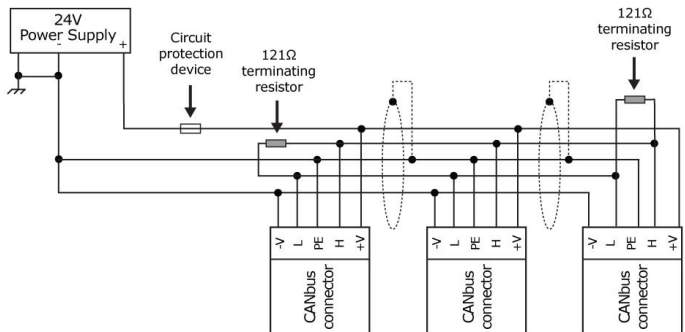 24V
Power Supply
- +
Circuit
protection
device
121Ω
terminating
resistor
121Ω
terminating
resistor
-V
L
PE
H
+V
CANbus
connector
-V
L
PE
H
+V
CANbus
connector
-V
L
PE
H
+V
CANbus
connector